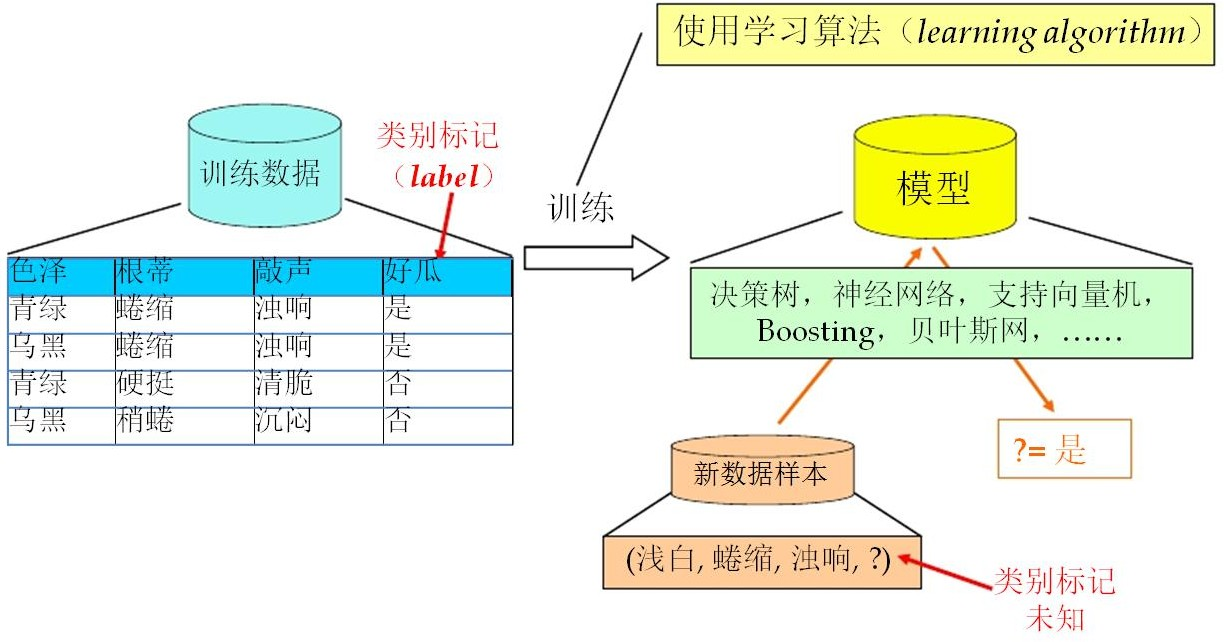 使用学习算法（learning algorithm）
训练数据
类别标记
（label）
训练
模型
色泽 根蒂 敲声 好瓜
青绿 蜷缩 浊响 是
乌黑 蜷缩 浊响 是
青绿 硬挺 清脆 否
乌黑 稍蜷 沉闷 否
决策树，神经网络，支持向量机，
Boosting，贝叶斯网，……
?= 是
新数据样本
(浅白, 蜷缩, 浊响, ?)
类别标记
未知